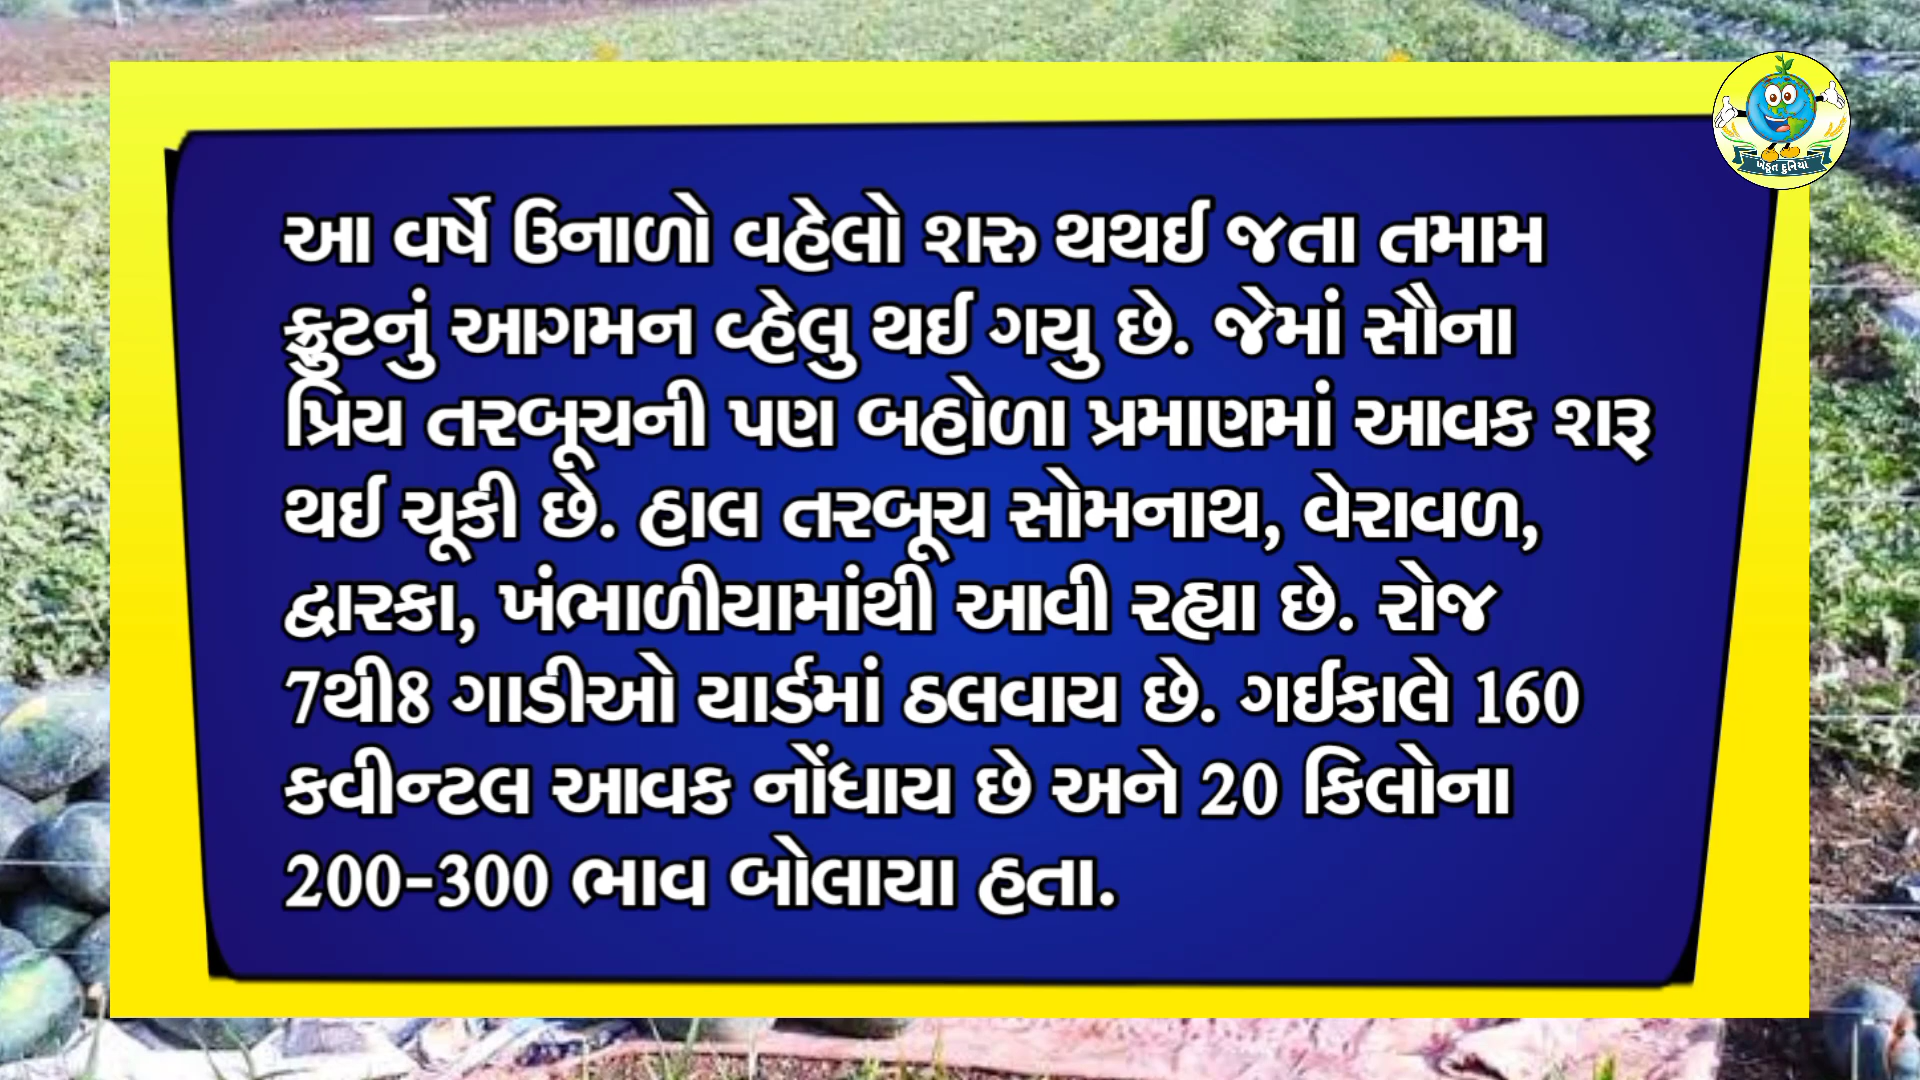 આ વર્ષે ઉનાળો વહેલો શરુ થથઈ જતા તમામ
ફ્રુટનું આગમન વ્હેલુ થઈ ગયુ છે. જેમાં સૌના
પ્રિય તરબૂચની પણ બહોળા પ્રમાણમાં આવક શરૂ
થઈ ચૂકી છે. હાલ તરબૂચ સોમનાથ, વેરાવળ,
દ્વારકા, ખંભાળીયામાંથી આવી રહ્યા છે. રોજ
7થી8 ગાડીઓ યાર્ડમાં ઠલવાય છે. ગઈકાલે 160
કવીન્ટલ આવક નોંધાય છે અને 20 કિલોના
200-300 ભાવ બોલાયા હતા.
ખેડૂત દુનિયા